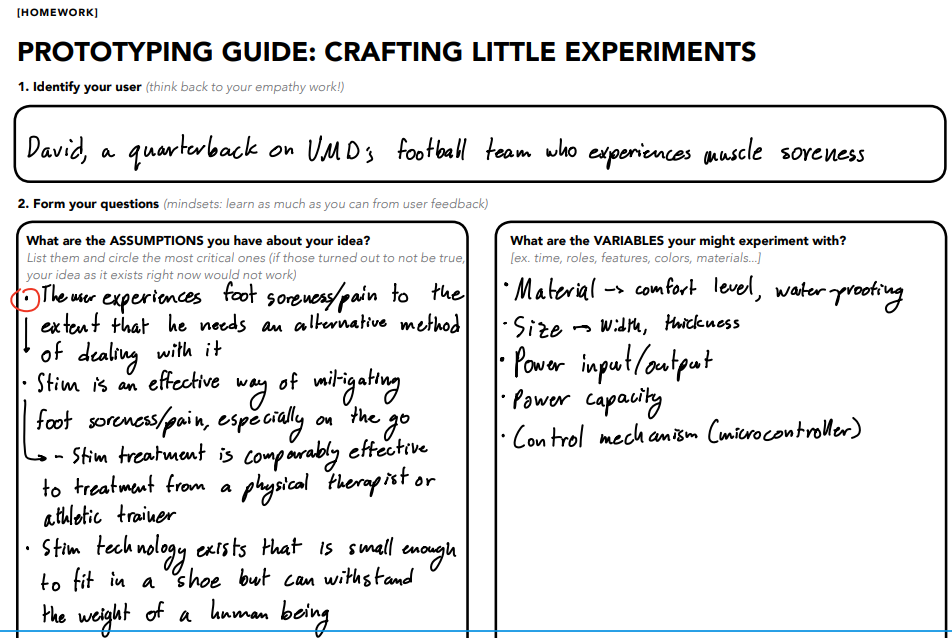 [HOMEWORK]
PROTOTYPING GUIDE: CRAFTING LITTLE EXPERIMENTS
1. Identify your user (think back to your empathy work!)
David, a quarterback on UMD's football team who experiences muscle soreness
2. Form your questions (mindsets: learn as much as you can from user feedback)
What are the ASSUMPTIONS you have about your idea?
List them and circle the most critical ones (if those turned out to not be true,
your idea as it exists right now would not work)
• The user experiences foot soreness/pain to the
extent that he needs an alternative method
of dealing with it
• Stim is an effective way of mitigating
foot soreness/pain, especially on the go
- Stim treatment is comparably effective
to treatment from a physical therapist or
athletic trainer
• Stim technology exists that is small enough
to fit in a shoe but can withstand
the weight of a human being
What are the VARIABLES your might experiment with?
[ex. time, roles, features, colors, materials...]
• Material → comfort level, water-proofing
• Size → width, thickness
• Power input/output
• Power capacity
• Control mechanism (microcontroller)